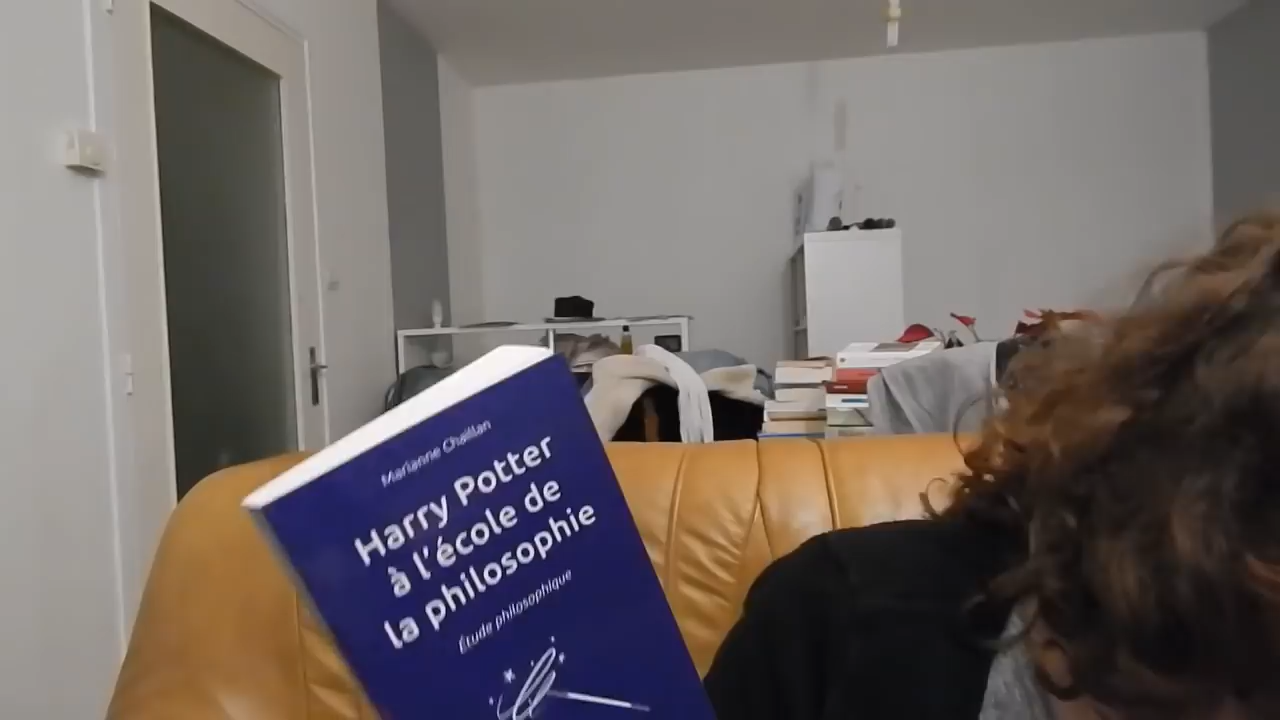 Marianne Chaillan
Harry Potter
à l'école de
la philosophie
Étude philosophique